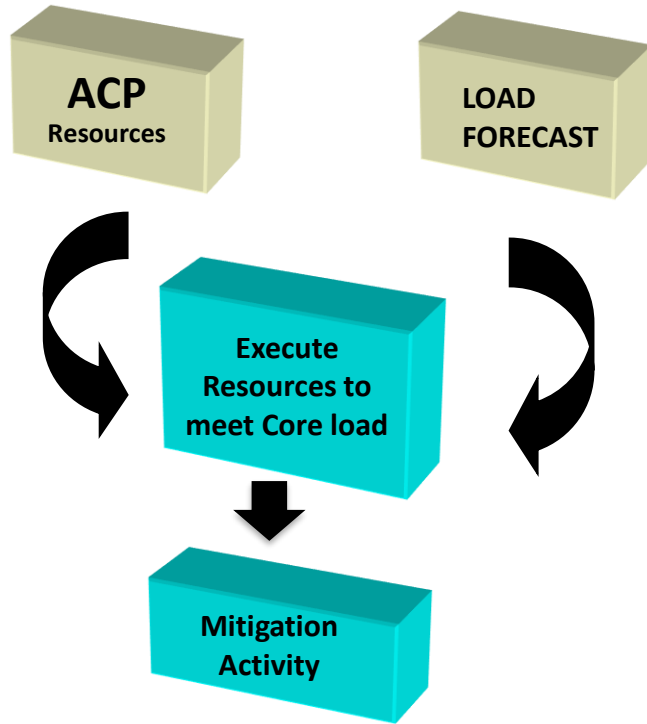 ACP
Resources
LOAD
FORECAST
Execute
Resources to
meet Core load
Mitigation
Activity